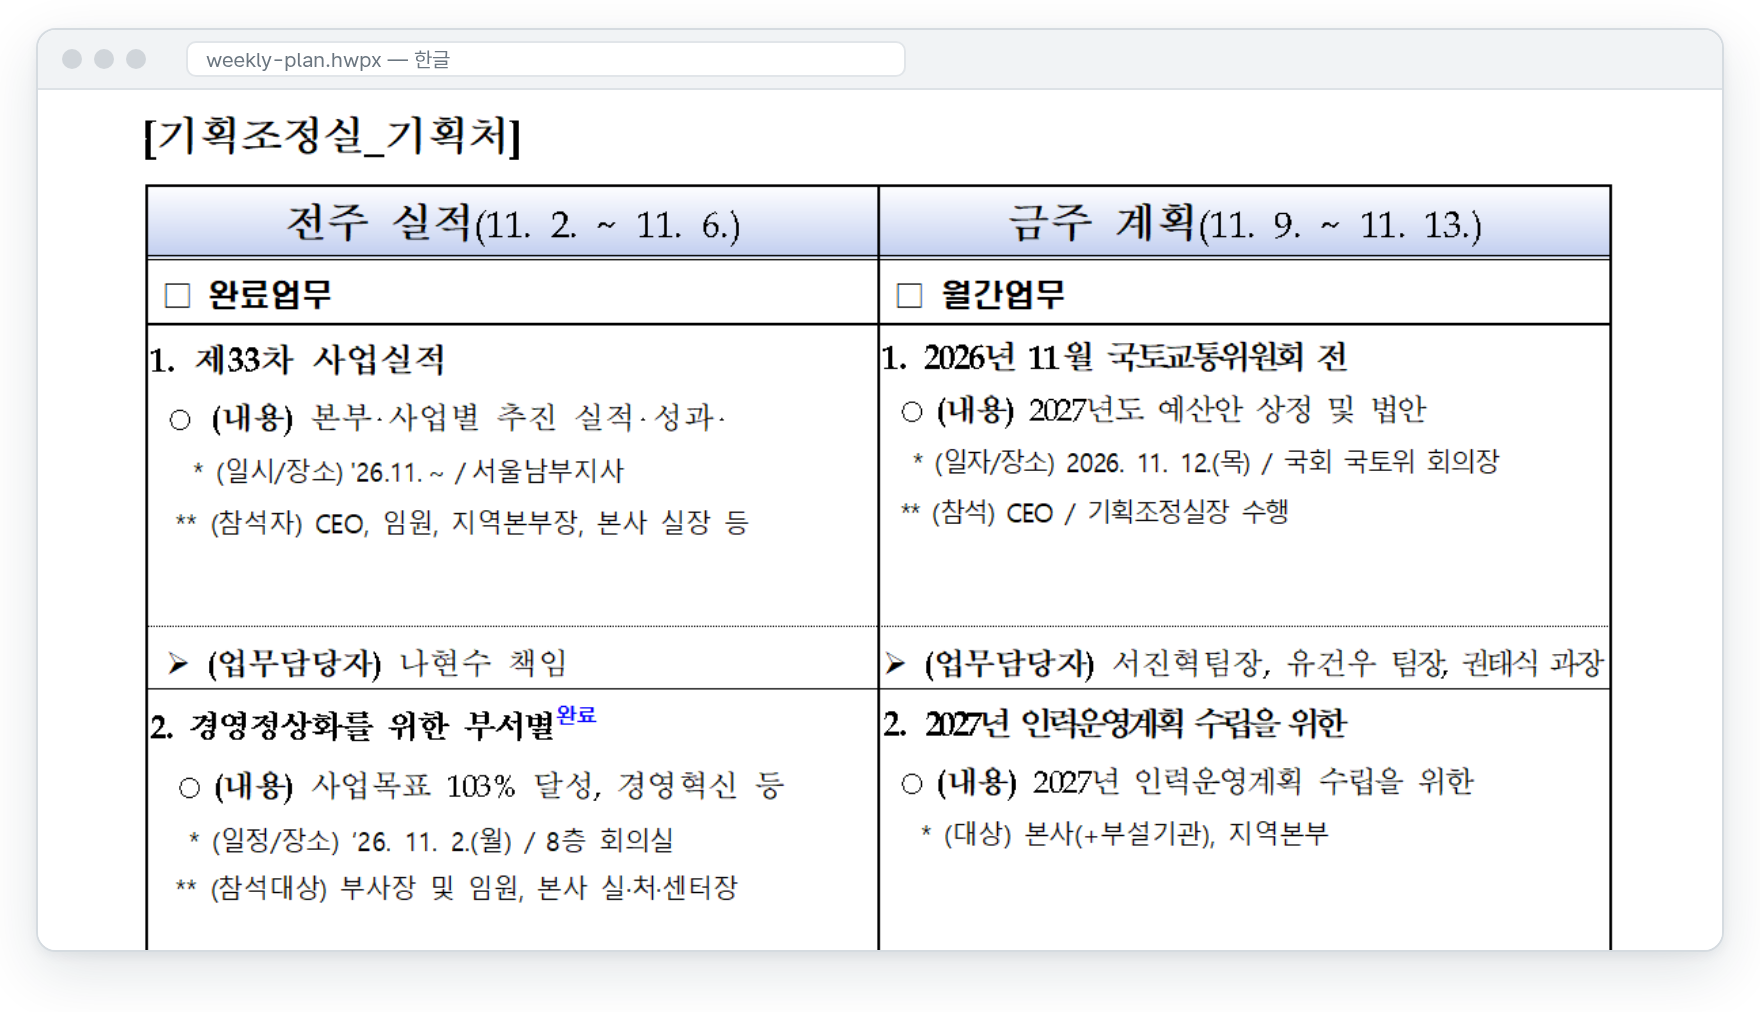 weekly-plan.hwpx — 한글
[기획조정실_기획처]
전주 실적(11. 2. ~ 11. 6.)
□ 완료업무
1. 제33차 사업실적
○ (내용) 본부·사업별 추진 실적·성과·
* (일시/장소) '26.11. ~ / 서울남부지사
** (참석자) CEO, 임원, 지역본부장, 본사 실장 등
➢ (업무담당자) 나현수 책임
2. 경영정상화를 위한 부서별완료
○ (내용) 사업목표 103% 달성, 경영혁신 등
* (일정/장소) ‘26. 11. 2.(월) / 8층 회의실
** (참석대상) 부사장 및 임원, 본사 실·처·센터장
금주 계획(11. 9. ~ 11. 13.)
□ 월간업무
1. 2026년 11월 국토교통위원회 전
○ (내용) 2027년도 예산안 상정 및 법안
* (일자/장소) 2026. 11. 12.(목) / 국회 국토위 회의장
** (참석) CEO / 기획조정실장 수행
➢ (업무담당자) 서진혁팀장, 유건우 팀장, 권태식 과장
2. 2027년 인력운영계획 수립을 위한
○ (내용) 2027년 인력운영계획 수립을 위한
* (대상) 본사(+부설기관), 지역본부